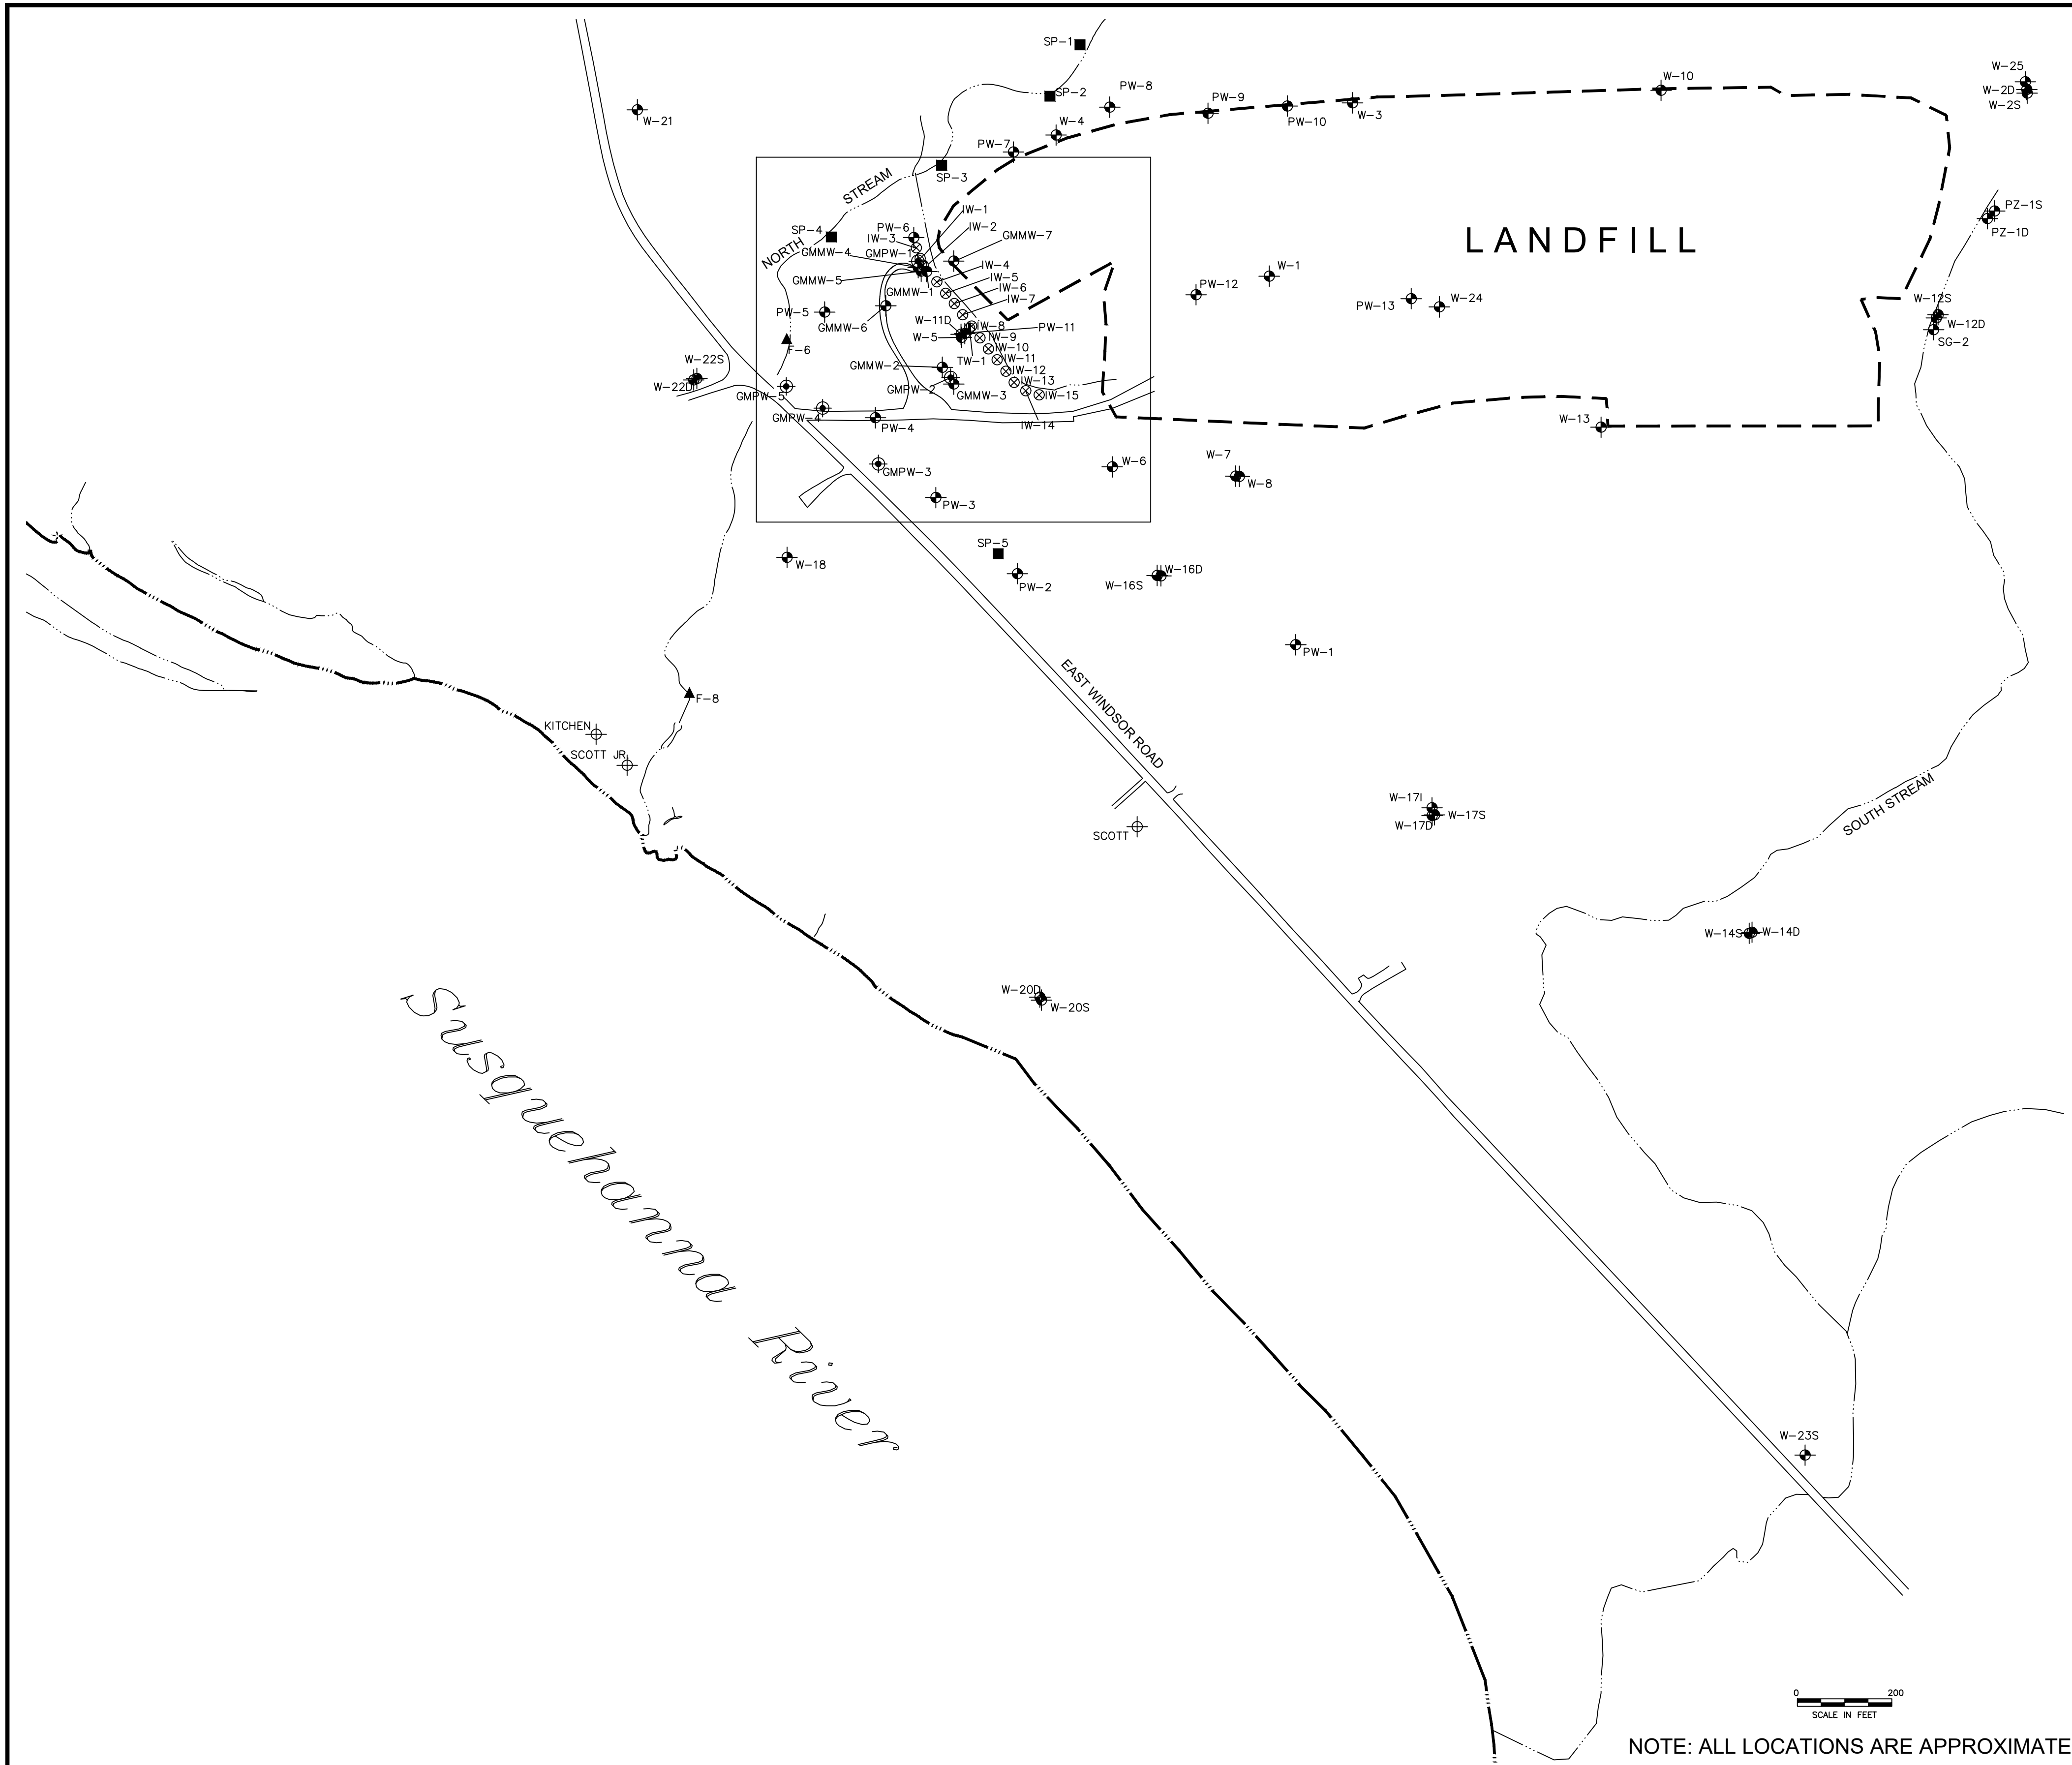 SP-1
SP-2
PW-8
W-4
PW-7
PW-9
PW-10
W-3
W-10
W-25
W-2D
W-2S
W-21
SP-3
NORTH STREAM
SP-4
PW-6
IW-3
GMPW-1
GMMW-4
GMMW-5
IW-1
IW-2
GMMW-7
IW-4
IW-5
IW-6
IW-7
GMMW-1
GMMW-6
PW-5
F-6
W-11D
W-5
IW-8
PW-11
IW-9
IW-10
TW-1
IW-11
IW-12
IW-13
IW-15
IW-14
GMMW-2
GMPW-2
GMMW-3
GMPW-5
GMPW-4
PW-4
GMPW-3
PW-3
W-22S
W-22D
LANDFILL
PZ-1S
PZ-1D
W-1
PW-12
PW-13
W-24
W-12S
W-12D
SG-2
W-13
W-6
W-7
W-8
W-18
SP-5
PW-2
W-16D
W-16S
PW-1
EAST WINDSOR ROAD
F-8
KITCHEN
SCOTT JR
SCOTT
W-17I
W-17S
W-17D
SOUTH STREAM
W-14S
W-14D
W-20D
W-20S
Susquehanna River
W-23S
0 200
SCALE IN FEET
NOTE: ALL LOCATIONS ARE APPROXIMATE